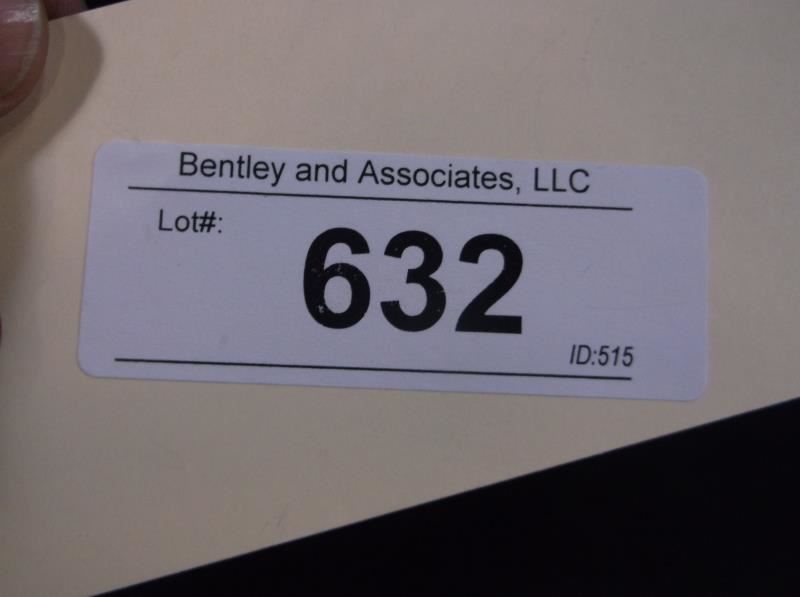 Bentley and Associates, LLC
Lot#:
632
ID:515